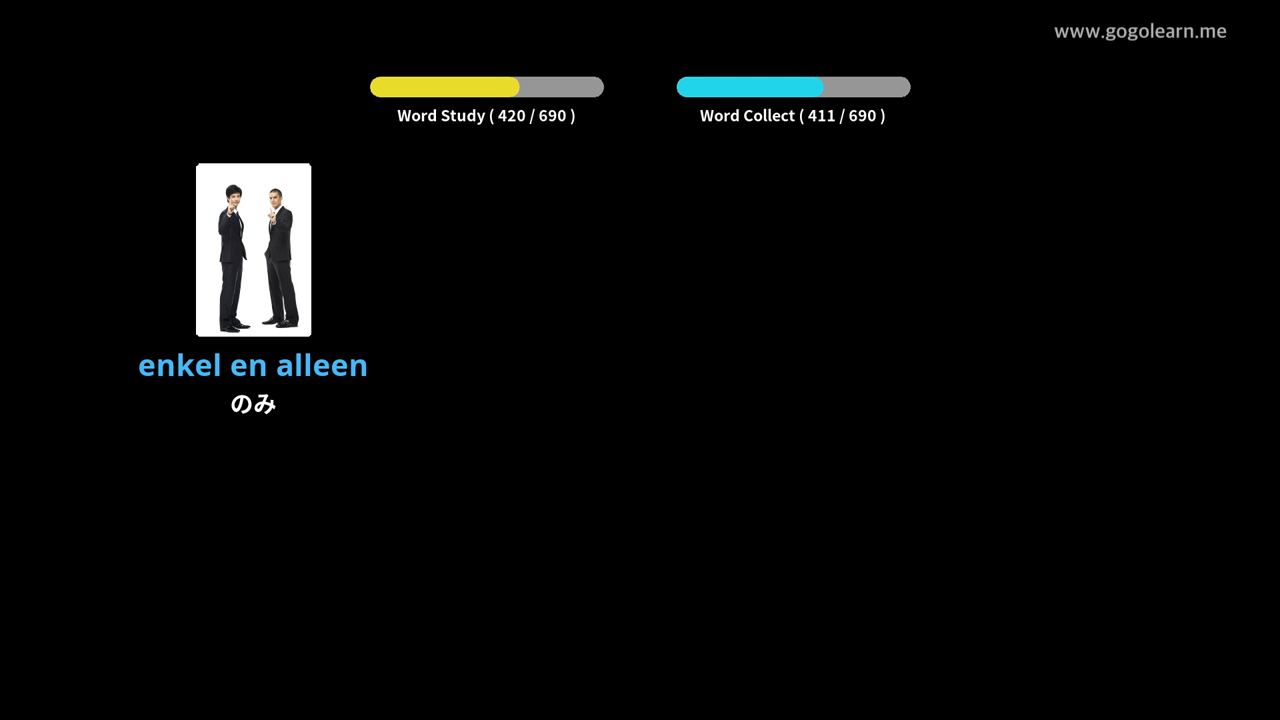 www.gogolearn.me
Word Study ( 420 / 690 )
Word Collect ( 411 / 690 )
enkel en alleen
のみ